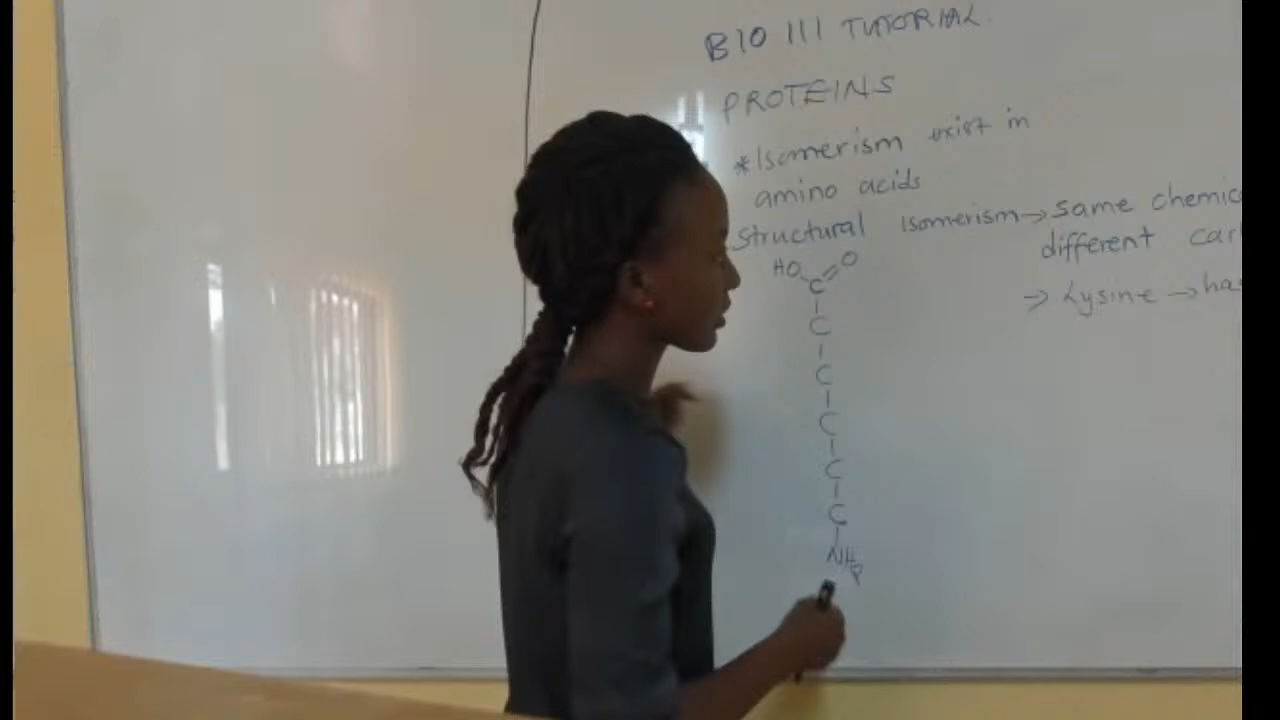 BIO 111 TUTORIAL
PROTEINS
*Isomerism exist in
amino acids
structural isomerism → same chemic
different car
→ Lysine → ha
HO O
C
C
C
C
C
C
NH2